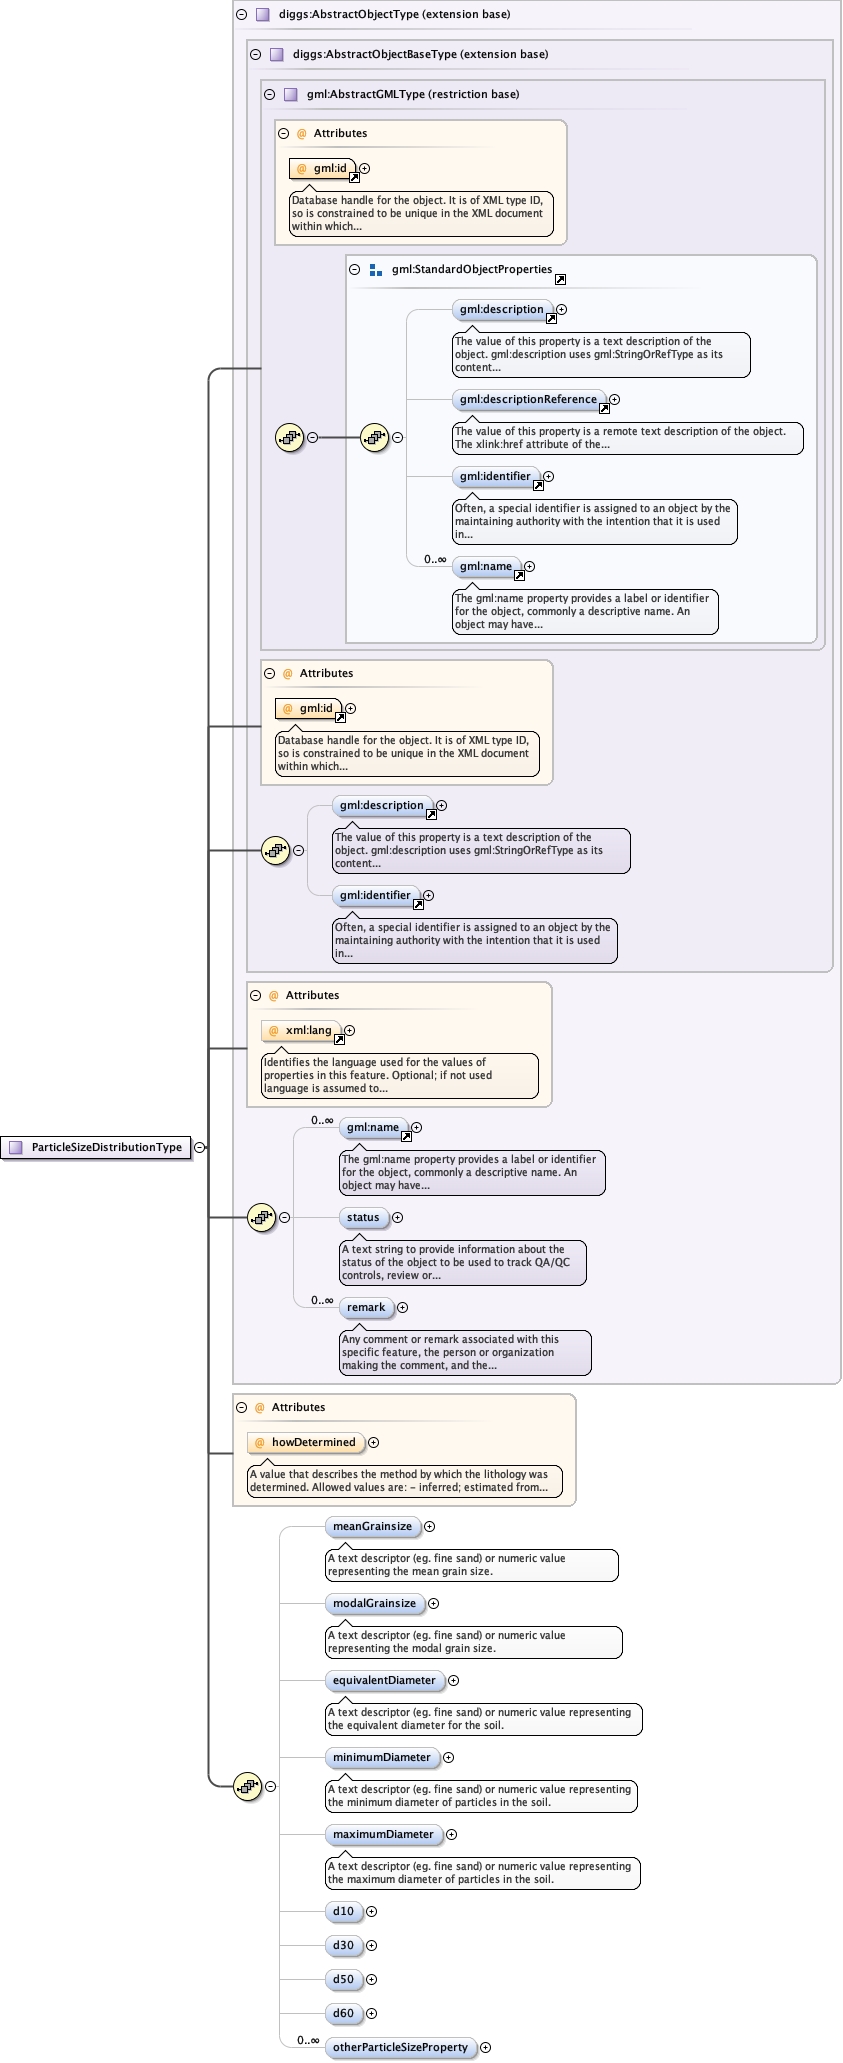 diggs:AbstractObjectType (extension base)
diggs:AbstractObjectBaseType (extension base)
gml:AbstractGMLType (restriction base)
@ Attributes
@ gml:id
Database handle for the object. It is of XML type ID,
so is constrained to be unique in the XML document
within which...
gml:StandardObjectProperties
gml:description
The value of this property is a text description of the
object. gml:description uses gml:StringOrRefType as its
content...
gml:descriptionReference
The value of this property is a remote text description of the object.
The xlink:href attribute of the...
gml:identifier
Often, a special identifier is assigned to an object by the
maintaining authority with the intention that it is used
in...
0..∞
gml:name
The gml:name property provides a label or identifier
for the object, commonly a descriptive name. An
object may have...
@ Attributes
@ gml:id
Database handle for the object. It is of XML type ID,
so is constrained to be unique in the XML document
within which...
gml:description
The value of this property is a text description of the
object. gml:description uses gml:StringOrRefType as its
content...
gml:identifier
Often, a special identifier is assigned to an object by the
maintaining authority with the intention that it is used
in...
@ Attributes
@ xml:lang
Identifies the language used for the values of
properties in this feature. Optional; if not used
language is assumed to...
ParticleSizeDistributionType
0..∞
gml:name
The gml:name property provides a label or identifier
for the object, commonly a descriptive name. An
object may have...
status
A text string to provide information about the
status of the object to be used to track QA/QC
controls, review or...
0..∞
remark
Any comment or remark associated with this
specific feature, the person or organization
making the comment, and the...
@ Attributes
@ howDetermined
A value that describes the method by which the lithology was
determined. Allowed values are: - inferred; estimated from...
meanGrainsize
A text descriptor (eg. fine sand) or numeric value
representing the mean grain size.
modalGrainsize
A text descriptor (eg. fine sand) or numeric value
representing the modal grain size.
equivalentDiameter
A text descriptor (eg. fine sand) or numeric value representing
the equivalent diameter for the soil.
minimumDiameter
A text descriptor (eg. fine sand) or numeric value representing
the minimum diameter of particles in the soil.
maximumDiameter
A text descriptor (eg. fine sand) or numeric value representing
the maximum diameter of particles in the soil.
d10
d30
d50
d60
0..∞
otherParticleSizeProperty